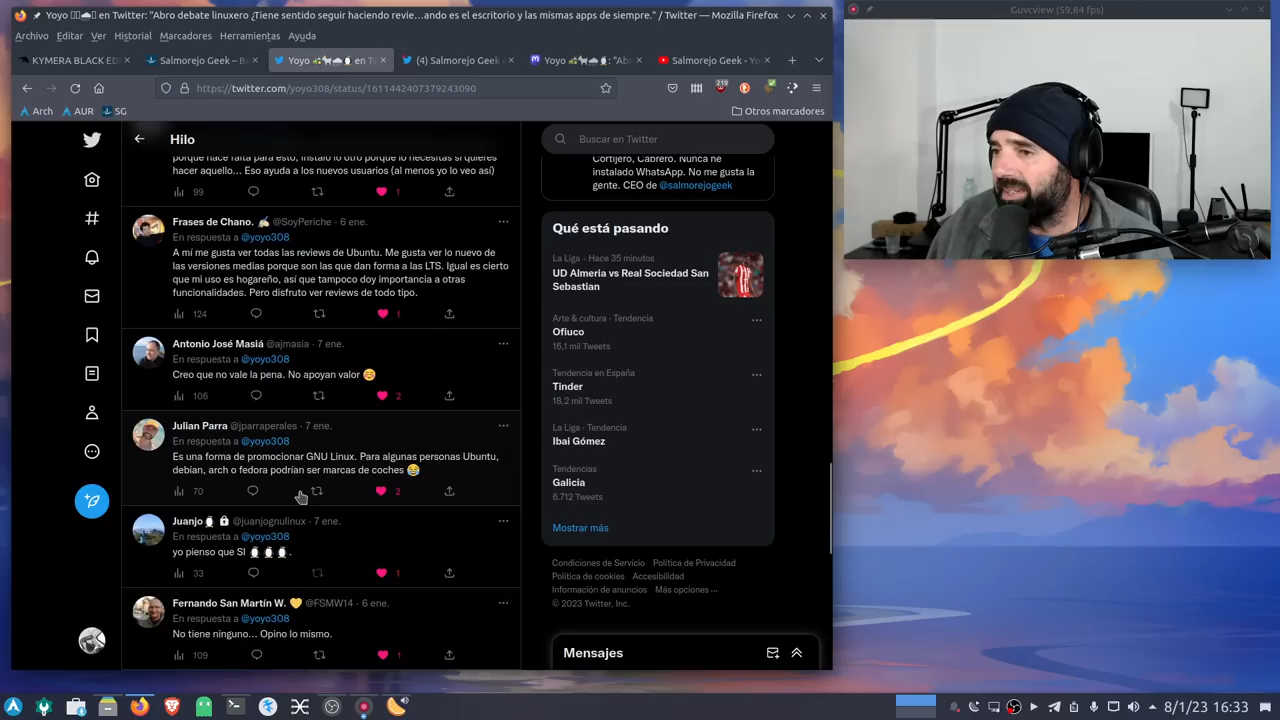 Yoyo en Twitter: "Abro debate linuxero ¿Tiene sentido seguir haciendo revie…ando es el escritorio y las mismas apps de siempre." / Twitter — Mozilla Firefox
Guvcview (59,84 fps)
Archivo Editar Ver Historial Marcadores Herramientas Ayuda
KYMERA BLACK EDI
Salmorejo Geek – Be
Yoyo en Tw
(4) Salmorejo Geek e
Yoyo : "Aba
Salmorejo Geek - Yo
https://twitter.com/yoyo308/status/1611442407379243090
219
Arch AUR SG
Otros marcadores
Hilo
porque hace falta para esto, instalo lo otro porque lo necesitas si quieres
hacer aquello... Eso ayuda a los nuevos usuarios (al menos yo lo veo así)
99 1
Frases de Chano. ✍ @SoyPeriche · 6 ene.
En respuesta a @yoyo308
A mí me gusta ver todas las reviews de Ubuntu. Me gusta ver lo nuevo de
las versiones medias porque son las que dan forma a las LTS. Igual es cierto
que mi uso es hogareño, así que tampoco doy importancia a otras
funcionalidades. Pero disfruto ver reviews de todo tipo.
124 1
Antonio José Masiá @ajmasia · 7 ene.
En respuesta a @yoyo308
Creo que no vale la pena. No apoyan valor 😊
106 2
Julian Parra @jparraperales · 7 ene.
En respuesta a @yoyo308
Es una forma de promocionar GNU Linux. Para algunas personas Ubuntu,
debían, arch o fedora podrían ser marcas de coches 😂
70 2
Juanjo🐧 🔒 @juanjognulinux · 7 ene.
En respuesta a @yoyo308
yo pienso que SI 🐧🐧🐧.
33 1
Fernando San Martín W. 💛 @FSMW14 · 6 ene.
En respuesta a @yoyo308
No tiene ninguno... Opino lo mismo.
109 1
Buscar en Twitter
Cortijero, Cabrero. Nunca he
instalado WhatsApp. No me gusta la
gente. CEO de @salmorejogeek
Qué está pasando
La Liga · Hace 35 minutos
UD Almeria vs Real Sociedad San
Sebastian
Arte & cultura · Tendencia
Ofiuco
16,1 mil Tweets
Tendencia en España
Tinder
18,2 mil Tweets
La Liga · Tendencia
Ibai Gómez
Tendencias
Galicia
6.712 Tweets
Mostrar más
Condiciones de Servicio Política de Privacidad
Política de cookies Accesibilidad
Información de anuncios Más opciones ···
© 2023 Twitter, Inc.
Mensajes
8/1/23 16:33